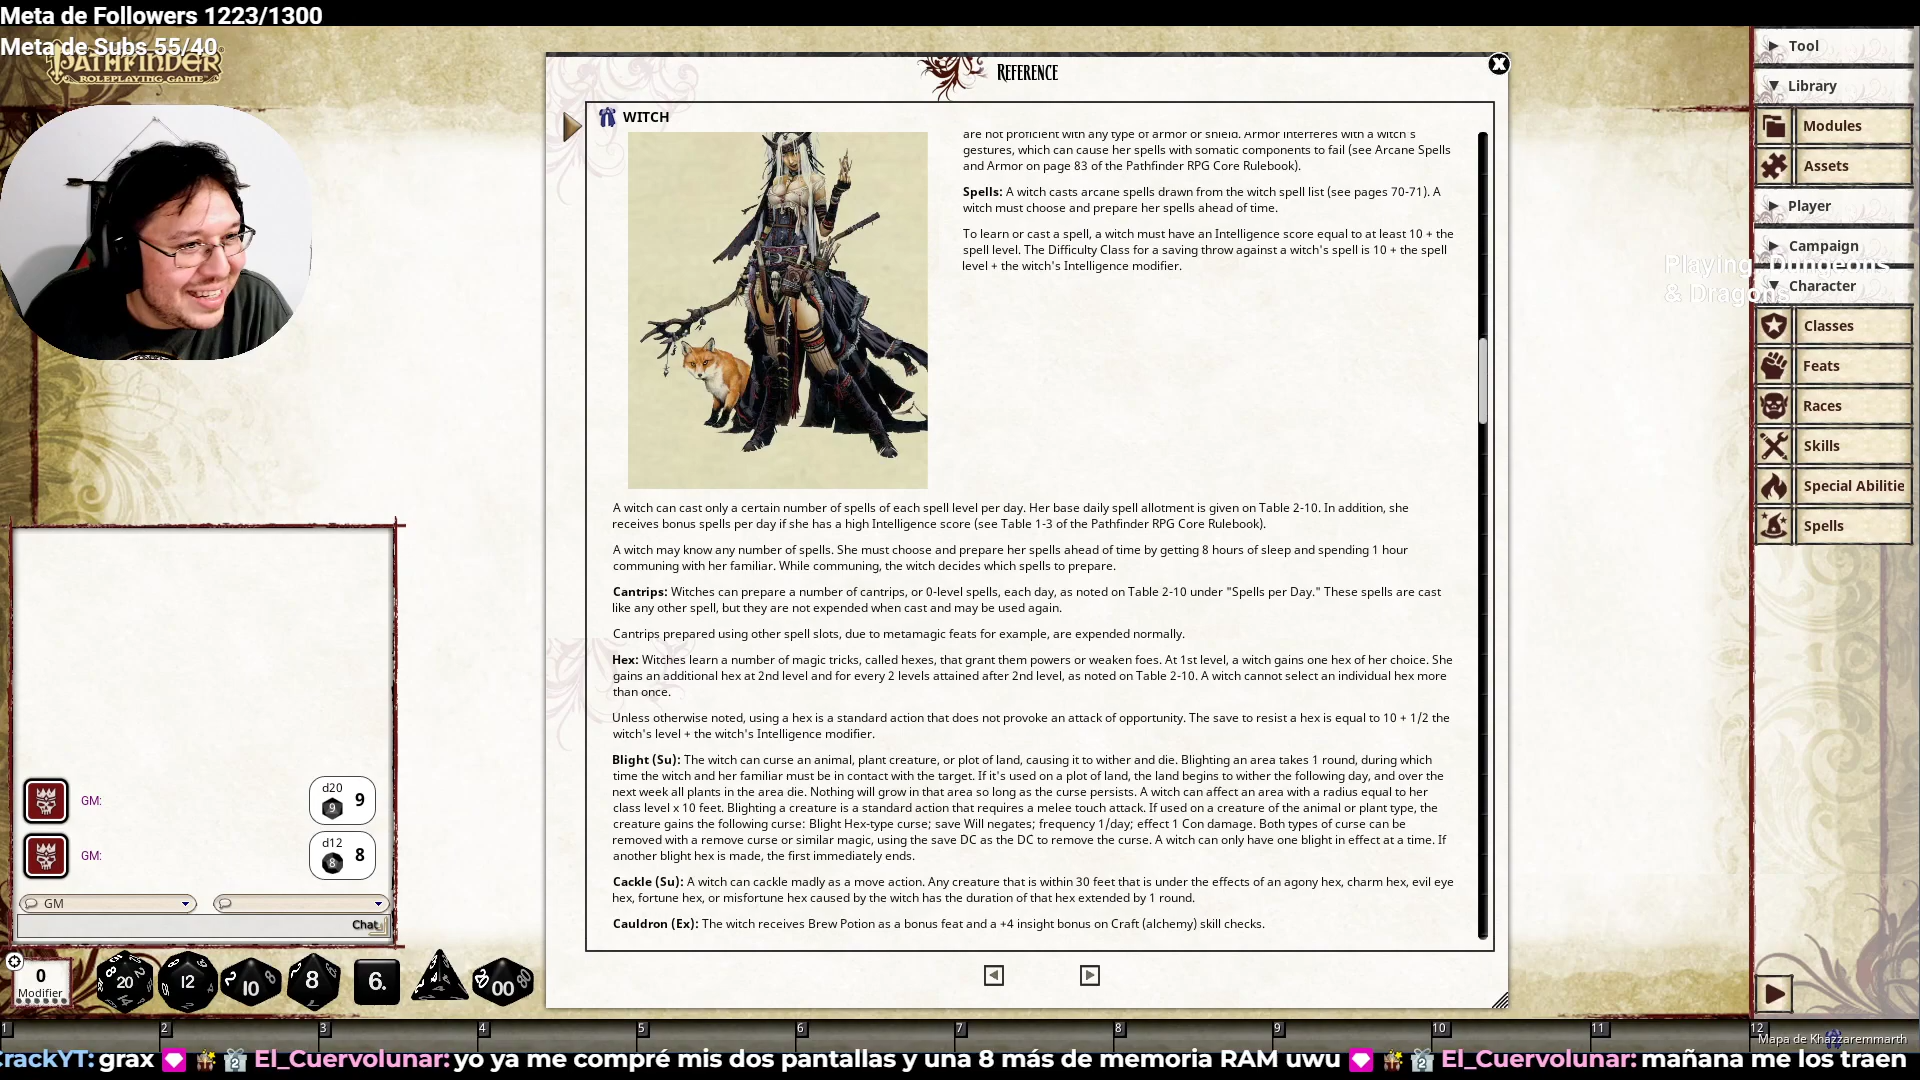 Meta de Followers 1223/1300
Meta de Subs 55/40
PATHFINDER
ROLEPLAYING GAME
REFERENCE
WITCH
are not proficient with any type of armor or shield. Armor interferes with a witch's
gestures, which can cause her spells with somatic components to fail (see Arcane Spells
and Armor on page 83 of the Pathfinder RPG Core Rulebook).
Spells: A witch casts arcane spells drawn from the witch spell list (see pages 70-71). A
witch must choose and prepare her spells ahead of time.
To learn or cast a spell, a witch must have an Intelligence score equal to at least 10 + the
spell level. The Difficulty Class for a saving throw against a witch's spell is 10 + the spell
level + the witch's Intelligence modifier.
A witch can cast only a certain number of spells of each spell level per day. Her base daily spell allotment is given on Table 2-10. In addition, she
receives bonus spells per day if she has a high Intelligence score (see Table 1-3 of the Pathfinder RPG Core Rulebook).
A witch may know any number of spells. She must choose and prepare her spells ahead of time by getting 8 hours of sleep and spending 1 hour
communing with her familiar. While communing, the witch decides which spells to prepare.
Cantrips: Witches can prepare a number of cantrips, or 0-level spells, each day, as noted on Table 2-10 under "Spells per Day." These spells are cast
like any other spell, but they are not expended when cast and may be used again.
Cantrips prepared using other spell slots, due to metamagic feats for example, are expended normally.
Hex: Witches learn a number of magic tricks, called hexes, that grant them powers or weaken foes. At 1st level, a witch gains one hex of her choice. She
gains an additional hex at 2nd level and for every 2 levels attained after 2nd level, as noted on Table 2-10. A witch cannot select an individual hex more
than once.
Unless otherwise noted, using a hex is a standard action that does not provoke an attack of opportunity. The save to resist a hex is equal to 10 + 1/2 the
witch's level + the witch's Intelligence modifier.
Blight (Su): The witch can curse an animal, plant creature, or plot of land, causing it to wither and die. Blighting an area takes 1 round, during which
time the witch and her familiar must be in contact with the target. If it's used on a plot of land, the land begins to wither the following day, and over the
next week all plants in the area die. Nothing will grow in that area so long as the curse persists. A witch can affect an area with a radius equal to her
class level x 10 feet. Blighting a creature is a standard action that requires a melee touch attack. If used on a creature of the animal or plant type, the
creature gains the following curse: Blight Hex-type curse; save Will negates; frequency 1/day; effect 1 Con damage. Both types of curse can be
removed with a remove curse or similar magic, using the save DC as the DC to remove the curse. A witch can only have one blight in effect at a time. If
another blight hex is made, the first immediately ends.
Cackle (Su): A witch can cackle madly as a move action. Any creature that is within 30 feet that is under the effects of an agony hex, charm hex, evil eye
hex, fortune hex, or misfortune hex caused by the witch has the duration of that hex extended by 1 round.
Cauldron (Ex): The witch receives Brew Potion as a bonus feat and a +4 insight bonus on Craft (alchemy) skill checks.
Tool
Library
Modules
Assets
Player
Campaign
Playing: Dungeons
& Dragons
Character
Classes
Feats
Races
Skills
Special Abilitie
Spells
GM:
d20
9
9
GM:
d12
8
8
GM
Chat
0
Modifier
20
12
10
8
6.
00
1 2 3 4 5 6 7 8 9 10 11 12
Mapa de Khazzaremmarth
CrackYT: grax El_Cuervolunar: yo ya me compré mis dos pantallas y una 8 más de memoria RAM uwu El_Cuervolunar: mañana me los traen